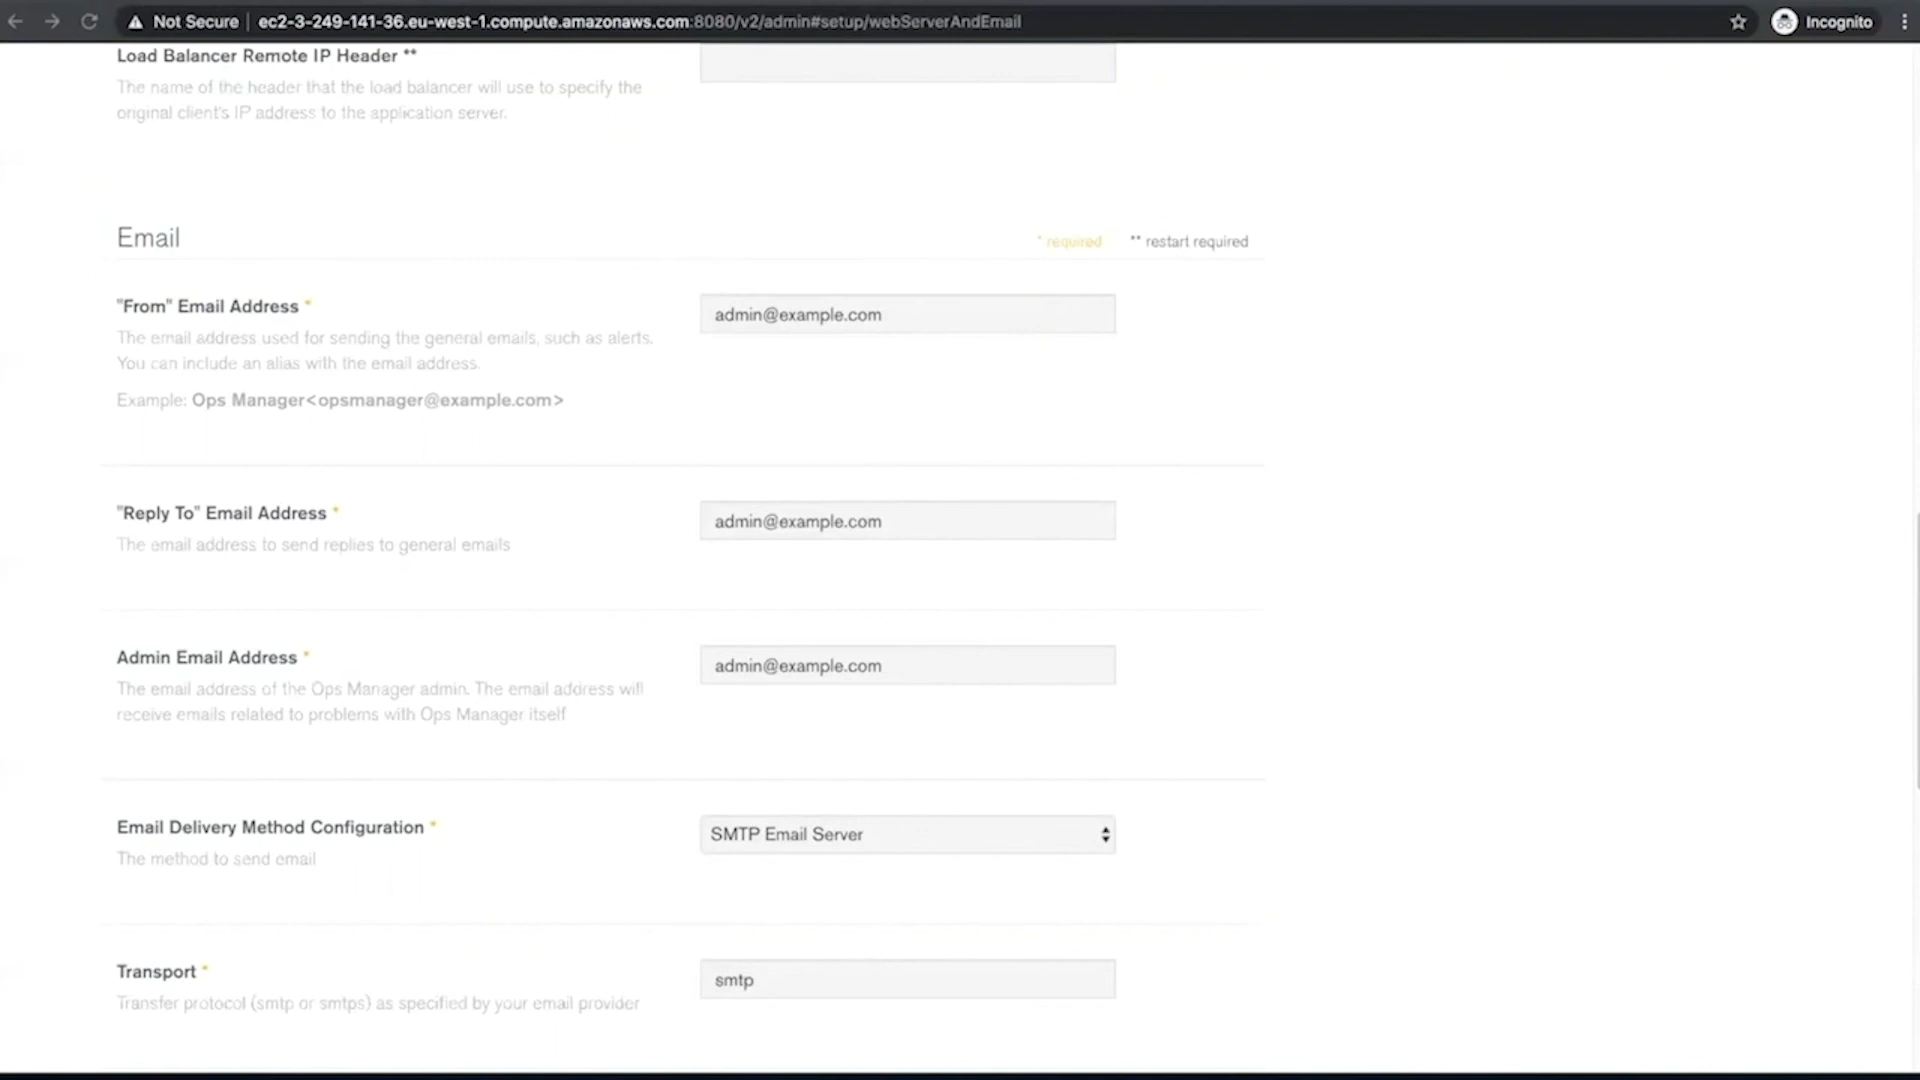 Not Secure | ec2-3-249-141-36.eu-west-1.compute.amazonaws.com:8080/v2/admin#setup/webServerAndEmail
Incognito
Load Balancer Remote IP Header **
The name of the header that the load balancer will use to specify the
original client's IP address to the application server.
Email
* required ** restart required
"From" Email Address *
admin@example.com
The email address used for sending the general emails, such as alerts.
You can include an alias with the email address.
Example: Ops Manager<opsmanager@example.com>
"Reply To" Email Address *
admin@example.com
The email address to send replies to general emails
Admin Email Address *
admin@example.com
The email address of the Ops Manager admin. The email address will
receive emails related to problems with Ops Manager itself
Email Delivery Method Configuration *
SMTP Email Server
The method to send email
Transport *
smtp
Transfer protocol (smtp or smtps) as specified by your email provider